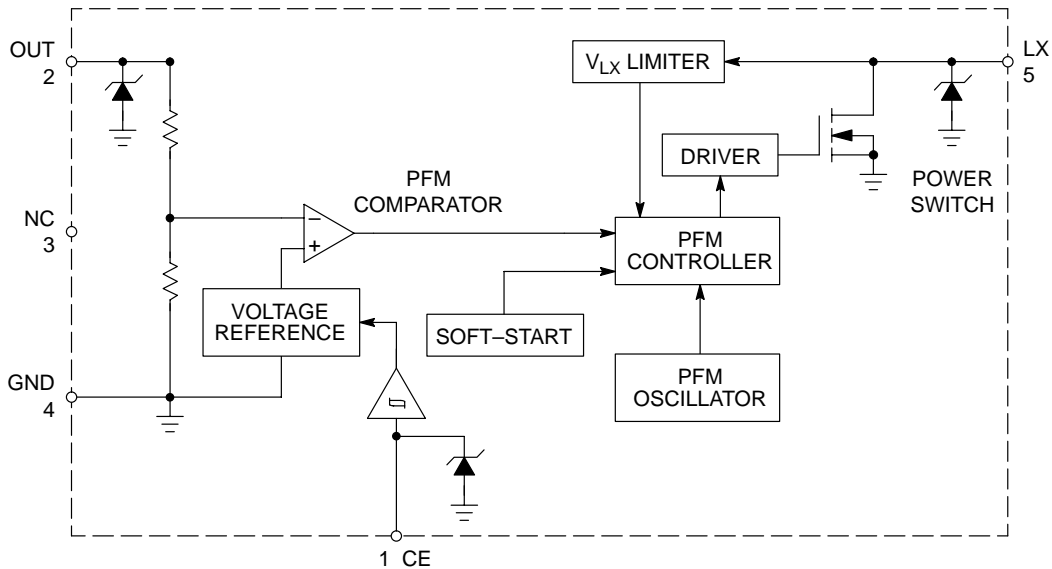 OUT
2
V_LX LIMITER
LX
5
DRIVER
POWER
SWITCH
NC
3
PFM
COMPARATOR
−
+
PFM
CONTROLLER
VOLTAGE
REFERENCE
SOFT–START
GND
4
PFM
OSCILLATOR
1 CE